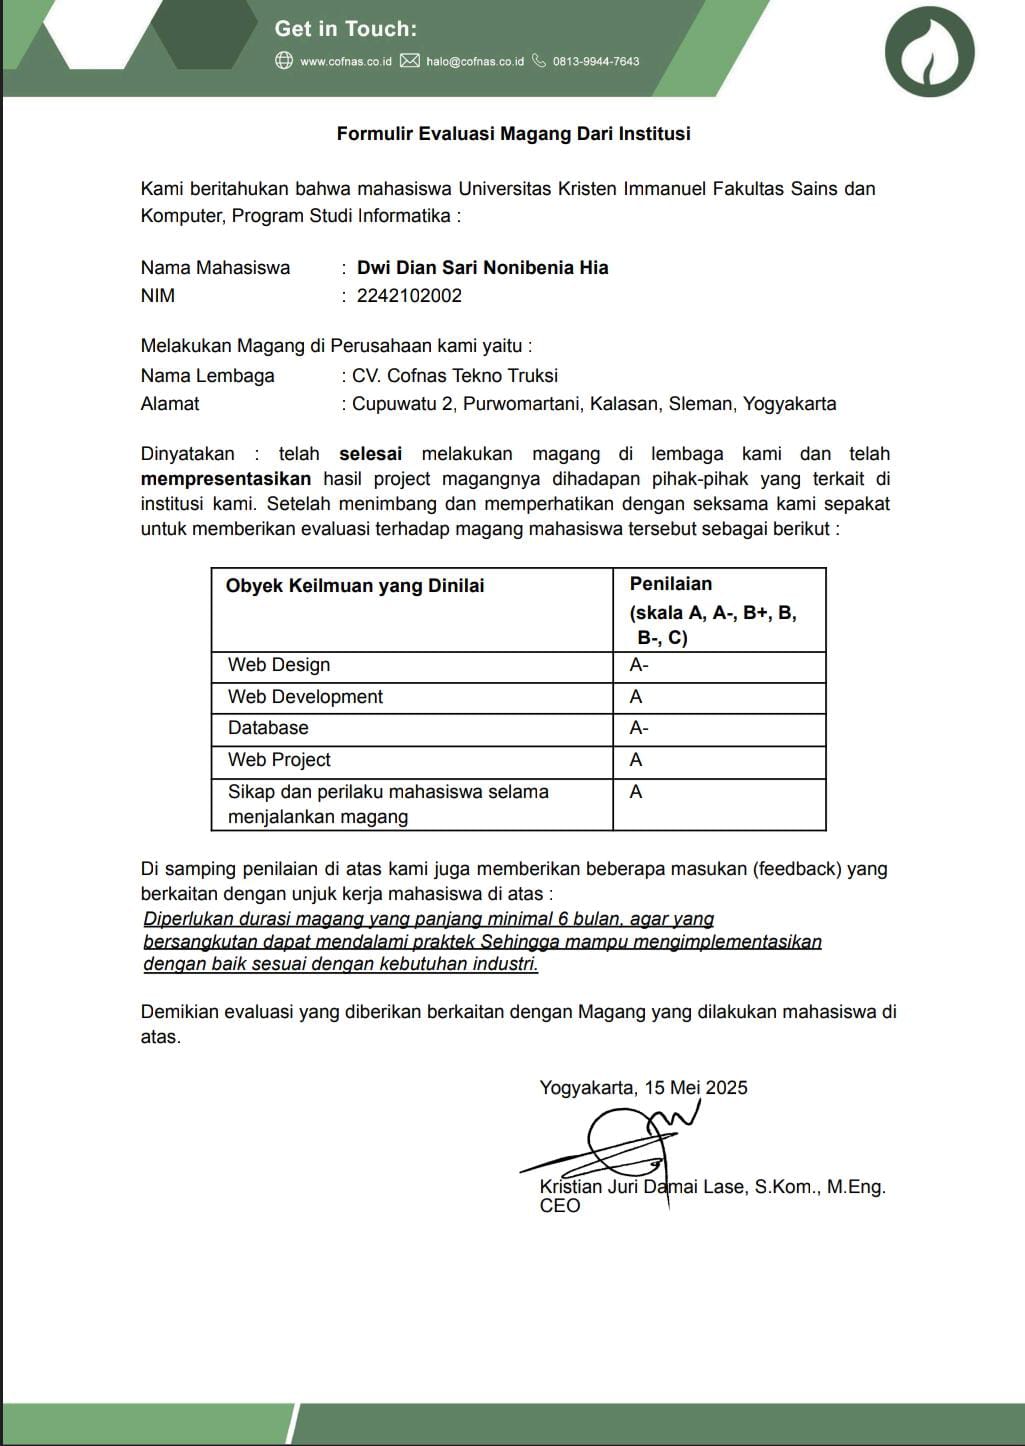 Get in Touch:
www.cofnas.co.id halo@cofnas.co.id 0813-9944-7643
Formulir Evaluasi Magang Dari Institusi
Kami beritahukan bahwa mahasiswa Universitas Kristen Immanuel Fakultas Sains dan
Komputer, Program Studi Informatika :
Nama Mahasiswa : Dwi Dian Sari Nonibenia Hia
NIM : 2242102002
Melakukan Magang di Perusahaan kami yaitu :
Nama Lembaga : CV. Cofnas Tekno Truksi
Alamat : Cupuwatu 2, Purwomartani, Kalasan, Sleman, Yogyakarta
Dinyatakan : telah selesai melakukan magang di lembaga kami dan telah
mempresentasikan hasil project magangnya dihadapan pihak-pihak yang terkait di
institusi kami. Setelah menimbang dan memperhatikan dengan seksama kami sepakat
untuk memberikan evaluasi terhadap magang mahasiswa tersebut sebagai berikut :
Obyek Keilmuan yang Dinilai Penilaian
(skala A, A-, B+, B,
B-, C)
Web Design A-
Web Development A
Database A-
Web Project A
Sikap dan perilaku mahasiswa selama A
menjalankan magang
Di samping penilaian di atas kami juga memberikan beberapa masukan (feedback) yang
berkaitan dengan unjuk kerja mahasiswa di atas :
Diperlukan durasi magang yang panjang minimal 6 bulan, agar yang
bersangkutan dapat mendalami praktek Sehingga mampu mengimplementasikan
dengan baik sesuai dengan kebutuhan industri.
Demikian evaluasi yang diberikan berkaitan dengan Magang yang dilakukan mahasiswa di
atas.
Yogyakarta, 15 Mei 2025
Kristian Juri Damai Lase, S.Kom., M.Eng.
CEO